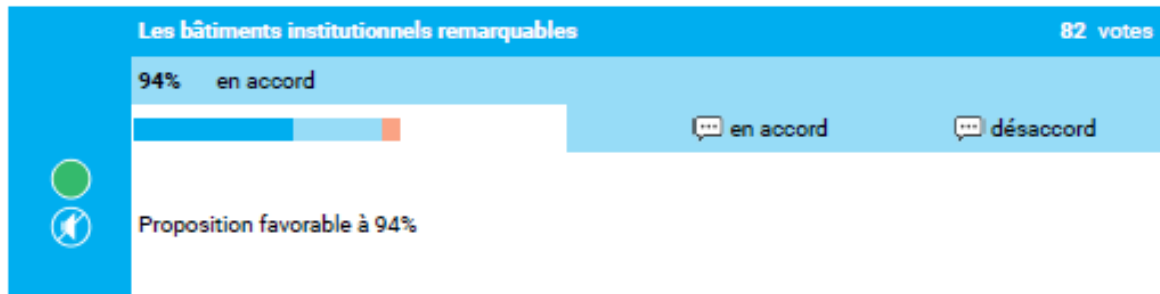 Les bâtiments institutionnels remarquables 82 votes
94% en accord
en accord désaccord
Proposition favorable à 94%